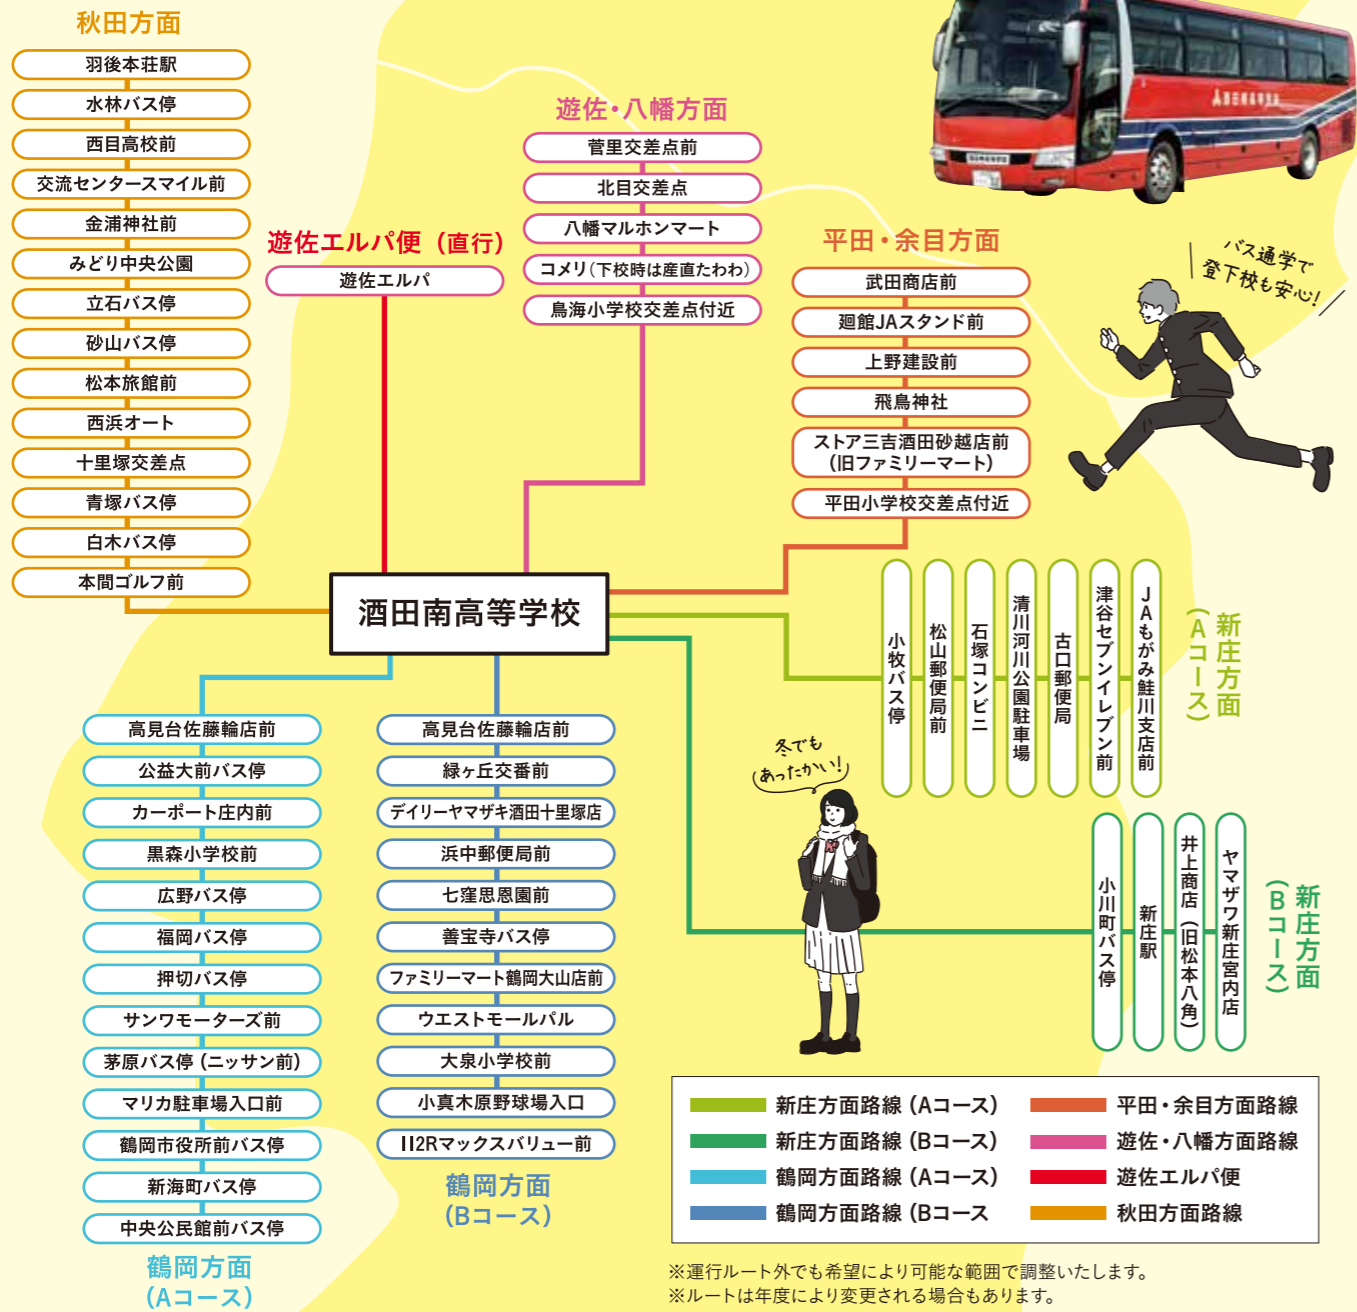 秋田方面
羽後本荘駅
水林バス停
西目高校前
交流センタースマイル前
金浦神社前
みどり中央公園
立石バス停
砂山バス停
松本旅館前
西浜オート
十里塚交差点
青塚バス停
白木バス停
本間ゴルフ前
遊佐エルパ便（直行）
遊佐エルパ
遊佐・八幡方面
菅里交差点前
北目交差点
八幡マルホンマート
コメリ（下校時は産直たわわ）
鳥海小学校交差点付近
平田・余目方面
武田商店前
廻館JAスタンド前
上野建設前
飛鳥神社
ストア三吉酒田砂越店前
（旧ファミリーマート）
平田小学校交差点付近
酒田南高等学校
バス通学で
登下校も安心！
酒田南高等学校
小牧バス停
松山郵便局前
石塚コンビニ
清川河川公園駐車場
古口郵便局
津谷セブンイレブン前
JAもがみ鮭川支店前
新庄方面
（Aコース）
冬でも
あったかい！
小川町バス停
新庄駅
井上商店（旧松本八角）
ヤマザワ新庄宮内店
新庄方面
（Bコース）
高見台佐藤輪店前
公益大前バス停
カーポート庄内前
黒森小学校前
広野バス停
福岡バス停
押切バス停
サンワモーターズ前
茅原バス停（ニッサン前）
マリカ駐車場入口前
鶴岡市役所前バス停
新海町バス停
中央公民館前バス停
鶴岡方面
（Aコース）
高見台佐藤輪店前
緑ヶ丘交番前
デイリーヤマザキ酒田十里塚店
浜中郵便局前
七窪思恩園前
善宝寺バス停
ファミリーマート鶴岡大山店前
ウエストモールパル
大泉小学校前
小真木原野球場入口
112Rマックスバリュー前
鶴岡方面
（Bコース）
新庄方面路線（Aコース）
新庄方面路線（Bコース）
鶴岡方面路線（Aコース）
鶴岡方面路線（Bコース
平田・余目方面路線
遊佐・八幡方面路線
遊佐エルパ便
秋田方面路線
※運行ルート外でも希望により可能な範囲で調整いたします。
※ルートは年度により変更される場合もあります。